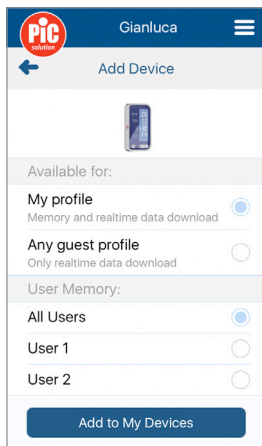 PiC
solution
Gianluca
Add Device
Available for:
My profile
Memory and realtime data download
Any guest profile
Only realtime data download
User Memory:
All Users
User 1
User 2
Add to My Devices